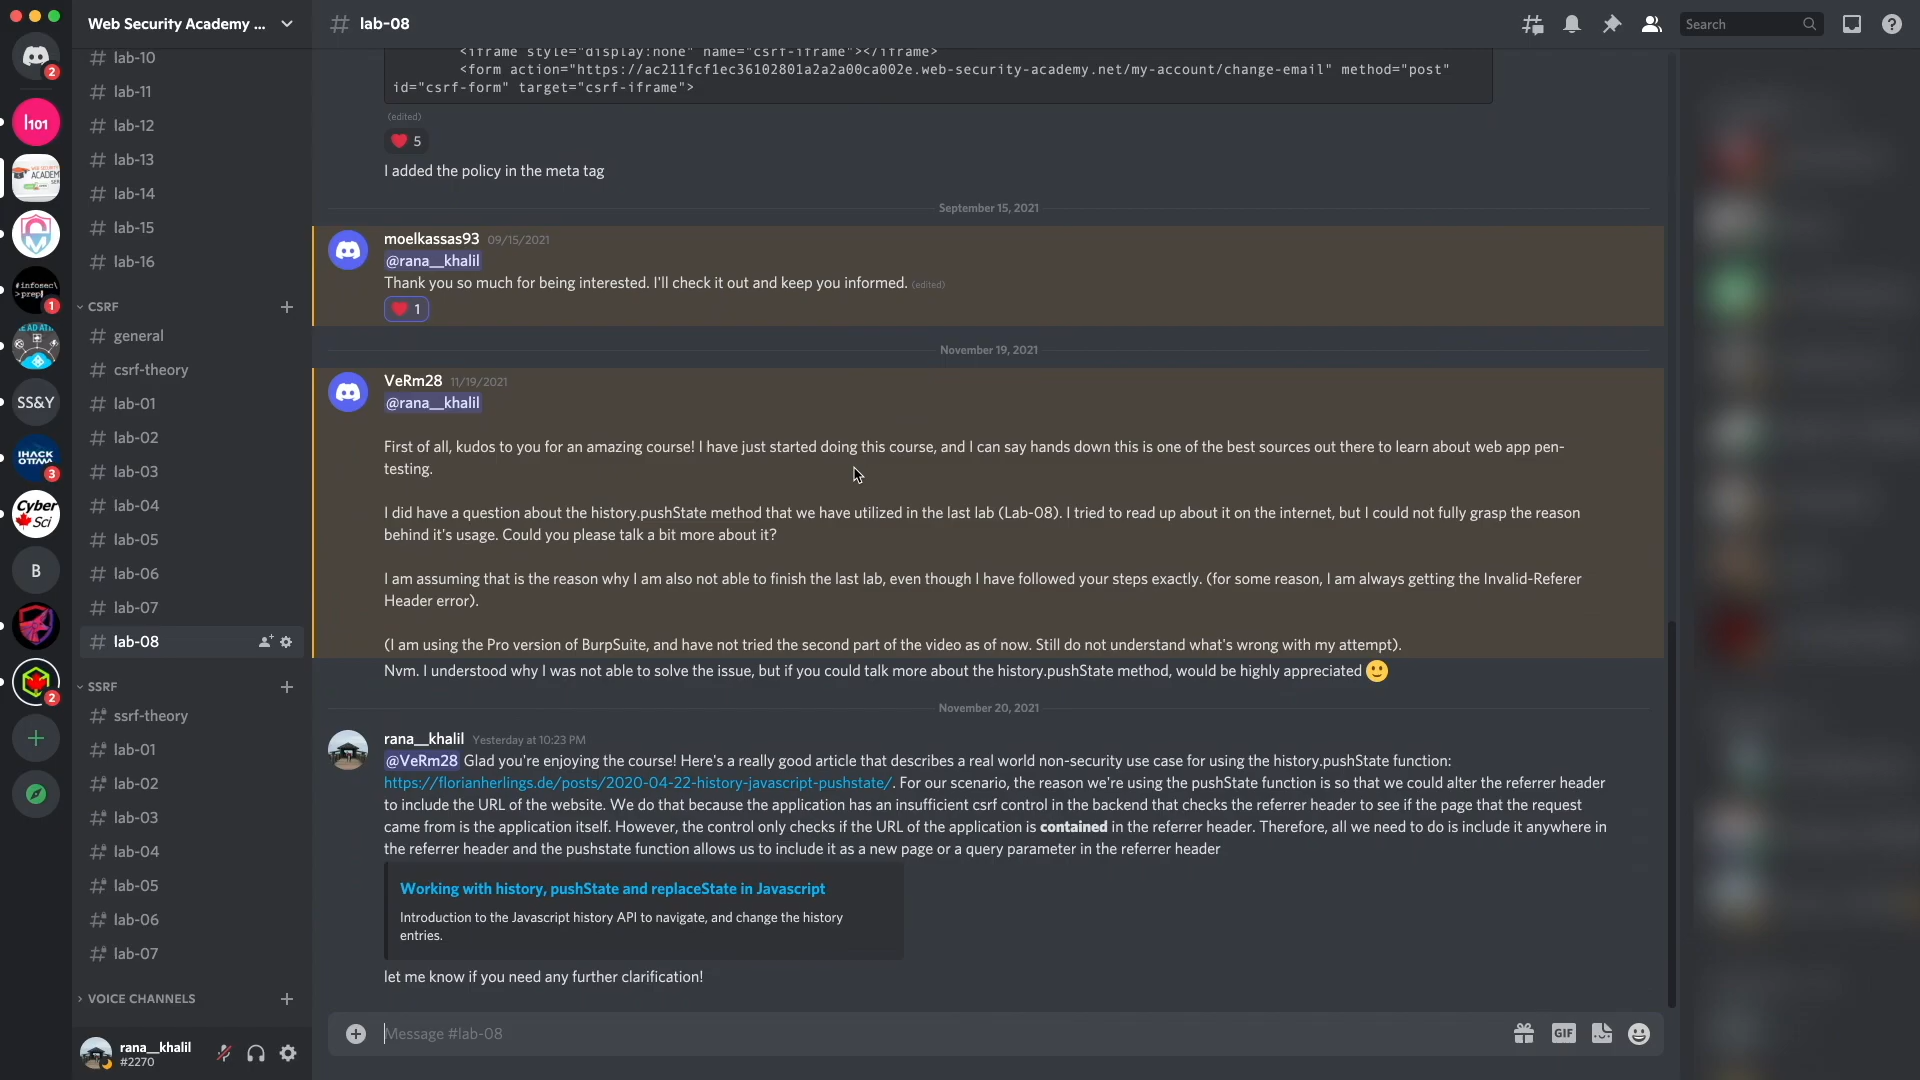 Web Security Academy ...
# lab-08
Search
2
l101
WEB SECURITY
ACADEMY
#infosec\
>prep|
1
SS&Y
IHACK
OTTAWA
3
Cyber
Sci
B
2
lab-10
lab-11
lab-12
lab-13
lab-14
lab-15
lab-16
CSRF
general
csrf-theory
lab-01
lab-02
lab-03
lab-04
lab-05
lab-06
lab-07
lab-08
SSRF
ssrf-theory
lab-01
lab-02
lab-03
lab-04
lab-05
lab-06
lab-07
VOICE CHANNELS
rana__khalil
#2270
<iframe style="display:none" name="csrf-iframe"></iframe>
<form action="https://ac211fcf1ec36102801a2a2a00ca002e.web-security-academy.net/my-account/change-email" method="post"
id="csrf-form" target="csrf-iframe">
(edited)
5
I added the policy in the meta tag
September 15, 2021
moelkassas93 09/15/2021
@rana__khalil
Thank you so much for being interested. I'll check it out and keep you informed. (edited)
1
November 19, 2021
VeRm28 11/19/2021
@rana__khalil
First of all, kudos to you for an amazing course! I have just started doing this course, and I can say hands down this is one of the best sources out there to learn about web app pen-
testing.
I did have a question about the history.pushState method that we have utilized in the last lab (Lab-08). I tried to read up about it on the internet, but I could not fully grasp the reason
behind it's usage. Could you please talk a bit more about it?
I am assuming that is the reason why I am also not able to finish the last lab, even though I have followed your steps exactly. (for some reason, I am always getting the Invalid-Referer
Header error).
(I am using the Pro version of BurpSuite, and have not tried the second part of the video as of now. Still do not understand what's wrong with my attempt).
Nvm. I understood why I was not able to solve the issue, but if you could talk more about the history.pushState method, would be highly appreciated
November 20, 2021
rana__khalil Yesterday at 10:23 PM
@VeRm28 Glad you're enjoying the course! Here's a really good article that describes a real world non-security use case for using the history.pushState function:
https://florianherlings.de/posts/2020-04-22-history-javascript-pushstate/. For our scenario, the reason we're using the pushState function is so that we could alter the referrer header
to include the URL of the website. We do that because the application has an insufficient csrf control in the backend that checks the referrer header to see if the page that the request
came from is the application itself. However, the control only checks if the URL of the application is contained in the referrer header. Therefore, all we need to do is include it anywhere in
the referrer header and the pushstate function allows us to include it as a new page or a query parameter in the referrer header
Working with history, pushState and replaceState in Javascript
Introduction to the Javascript history API to navigate, and change the history
entries.
let me know if you need any further clarification!
Message #lab-08
GIF